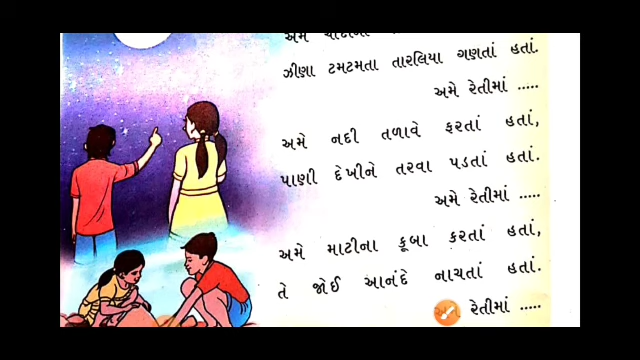 અમે
ઝીણા ટમટમતા તારલિયા ગણતાં હતાં.
અમે રેતીમાં .....
અમે નદી તળાવે ફરતાં હતાં,
પાણી દેખીને તરવા પડતાં હતાં.
અમે રેતીમાં .....
અમે માટીના કૂબા કરતાં હતાં,
તે જોઈ આનંદે નાચતાં હતાં.
રેતીમાં .....